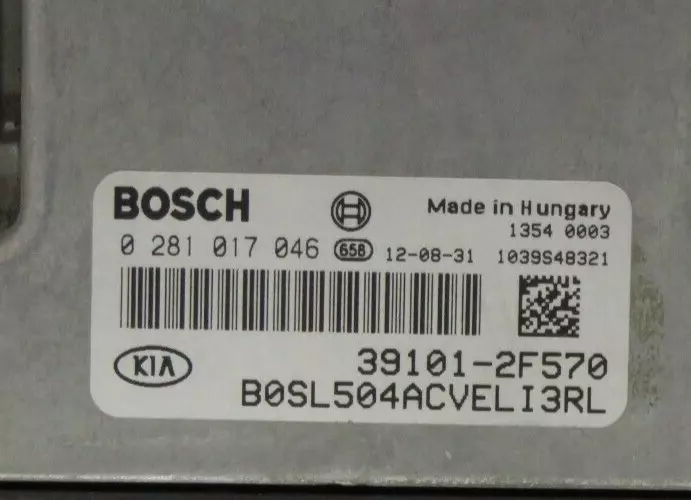 BOSCH
Made in Hungary
1354 0003
0 281 017 046 658 12-08-31 1039S48321
KIA
39101-2F570
B0SL504ACVELI3RL